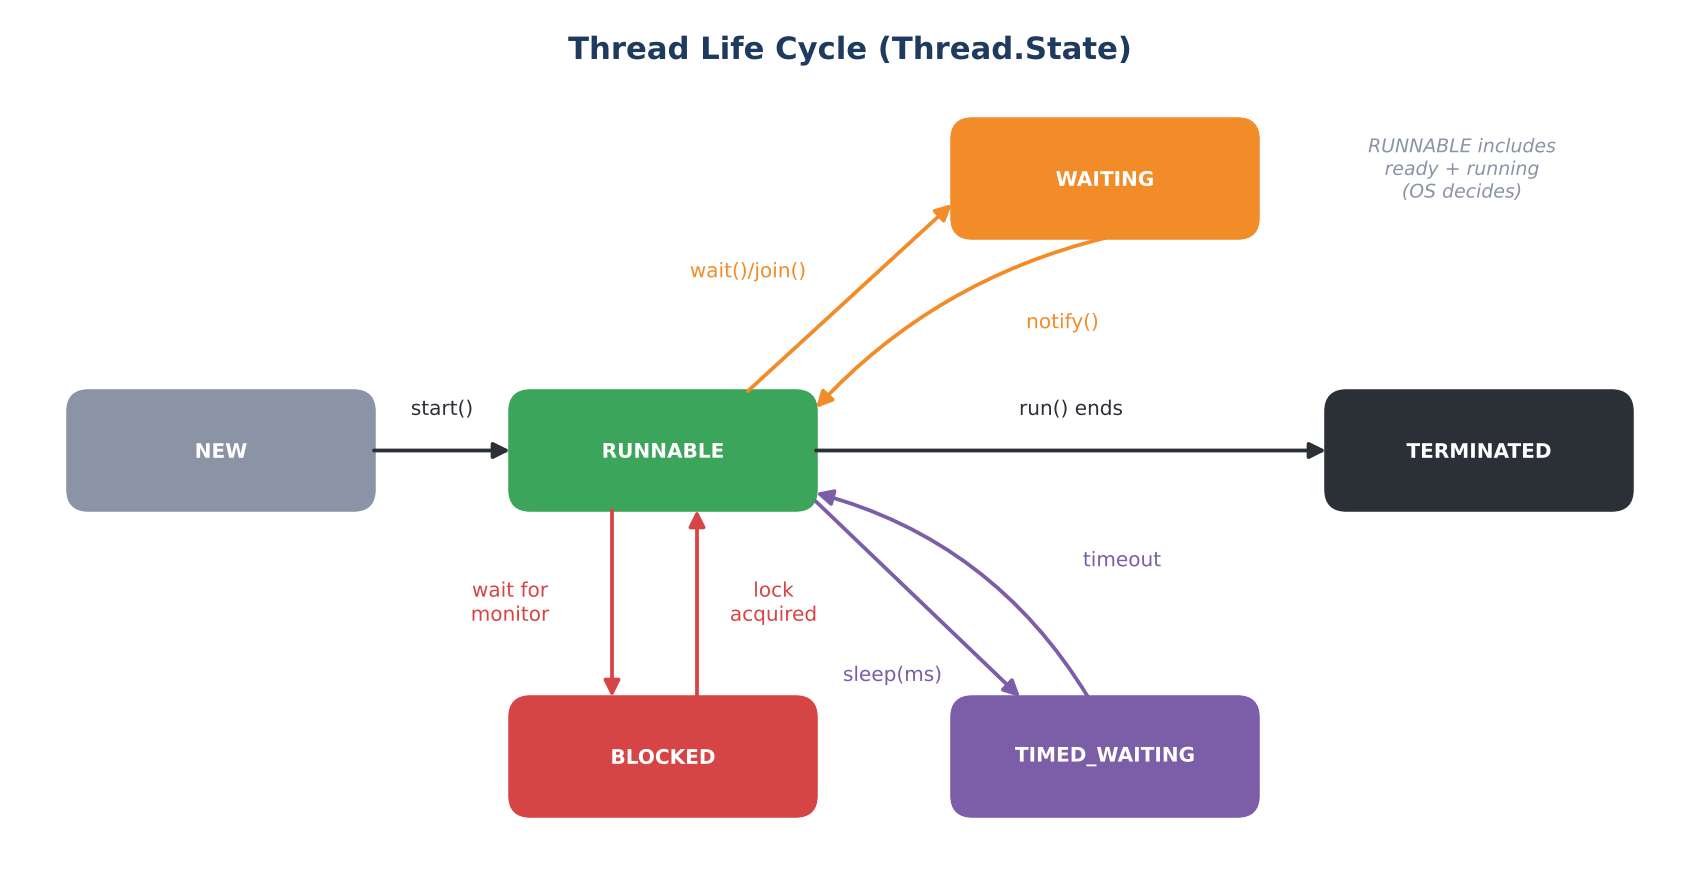 Thread Life Cycle (Thread.State)
WAITING
RUNNABLE includes
ready + running
(OS decides)
wait()/join()
notify()
NEW
start()
RUNNABLE
run() ends
TERMINATED
wait for
monitor
lock
acquired
timeout
sleep(ms)
BLOCKED
TIMED_WAITING